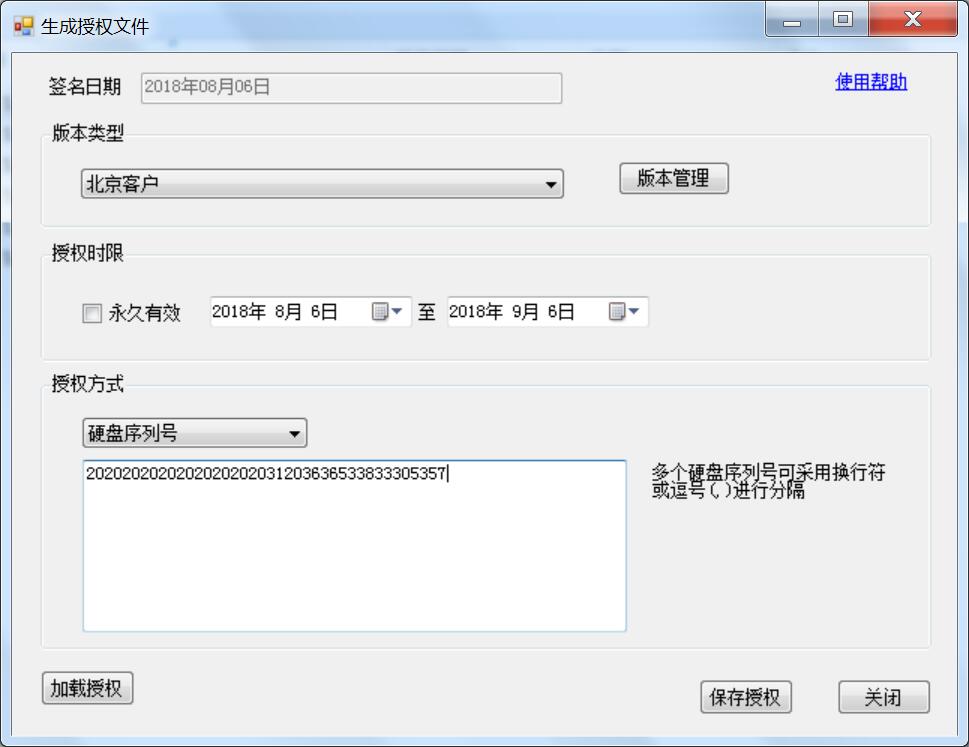 生成授权文件
签名日期 2018年08月06日 使用帮助
版本类型
北京客户 版本管理
授权时限
永久有效 2018年 8月 6日 至 2018年 9月 6日
授权方式
硬盘序列号
2020202020202020202031203636533833305357
多个硬盘序列号可采用换行符
或逗号(,)进行分隔
加载授权 保存授权 关闭